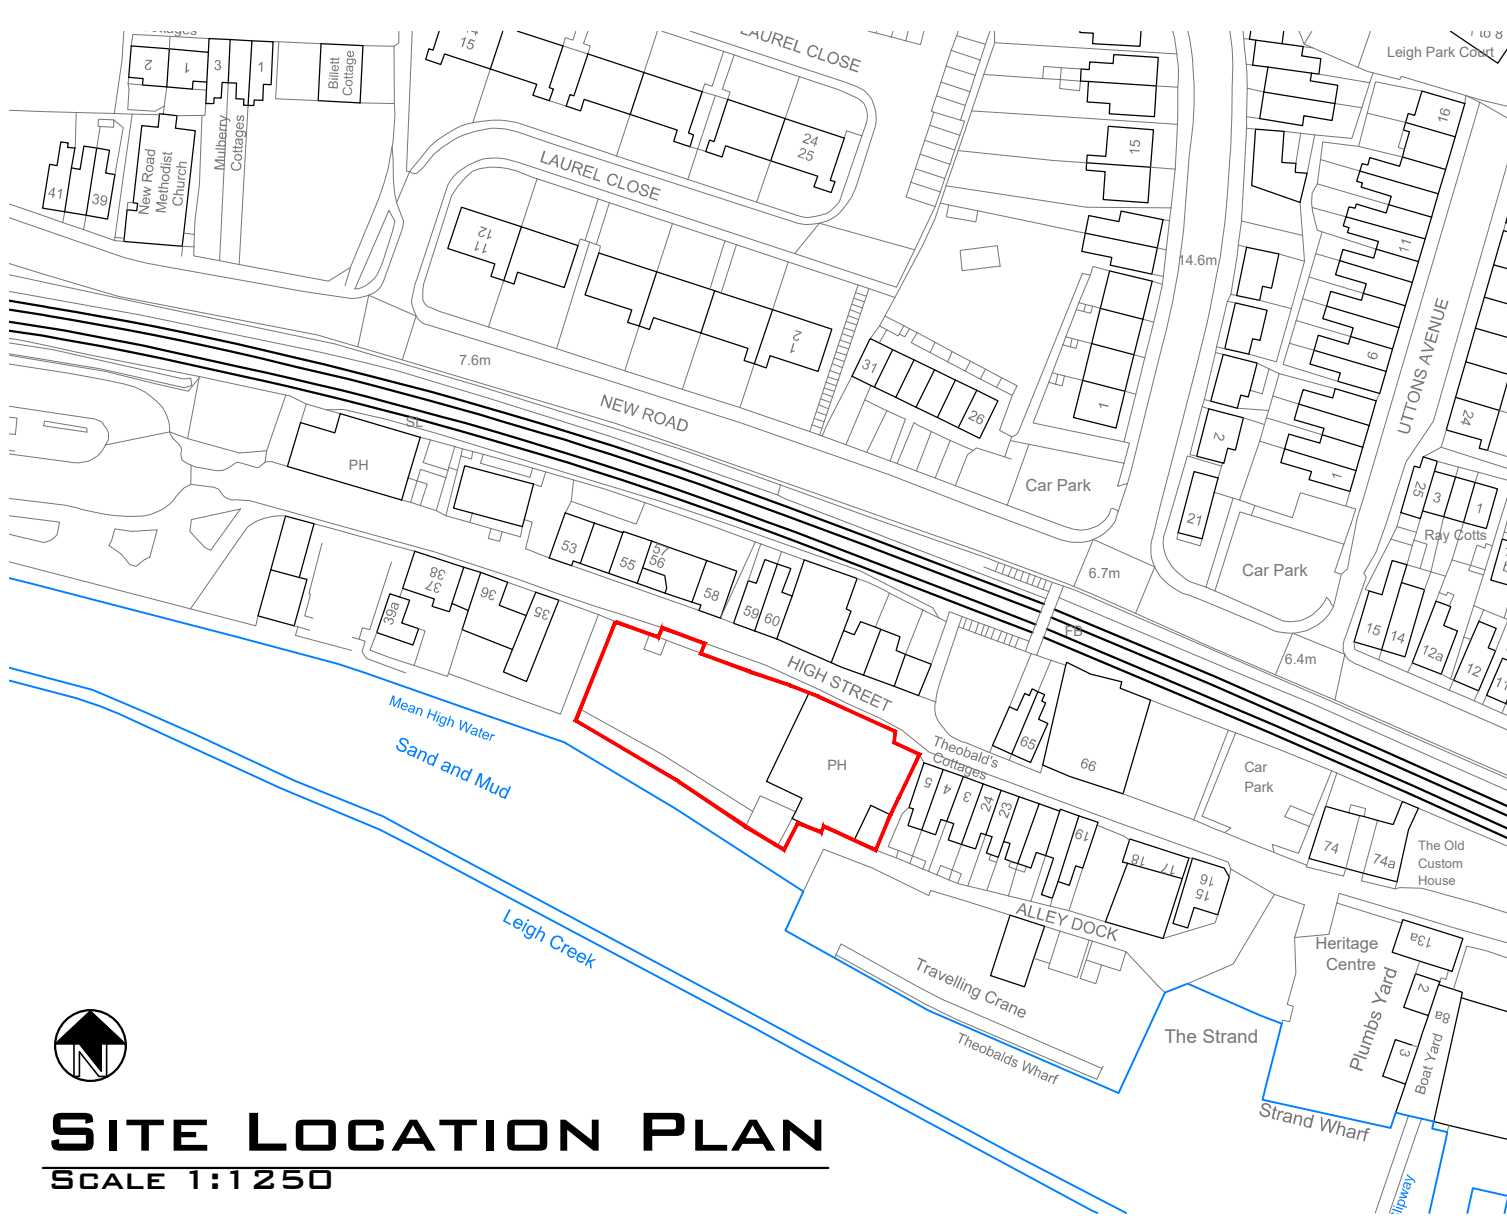 Cottages
2
1
3
1
Billett
Cottage
Mulberry
Cottages
New Road
Methodist
Church
41
39
15
LAUREL CLOSE
24
25
LAUREL CLOSE
12
11
2
1
7.6m
NEW ROAD
31
26
15
1
14.6m
Leigh Park Court
16
11
9
1
UTTONS AVENUE
24
2
21
Car Park
Car Park
25
3
1
Ray Cotts
SL
PH
53
55
57
56
58
59
60
38
37
36
35
39a
6.7m
6.4m
FB
15
14
12a
12
11
HIGH STREET
PH
Theobald's
Cottages
65
66
Car
Park
5
4
3
24
23
19
18
17
16
15
74
74a
The Old
Custom
House
Mean High Water
Sand and Mud
Leigh Creek
ALLEY DOCK
Travelling Crane
Theobalds Wharf
The Strand
Heritage
Centre
Plumbs Yard
13a
2
8a
3
Boat Yard
Strand Wharf
Slipway
N
SITE LOCATION PLAN
SCALE 1:1250